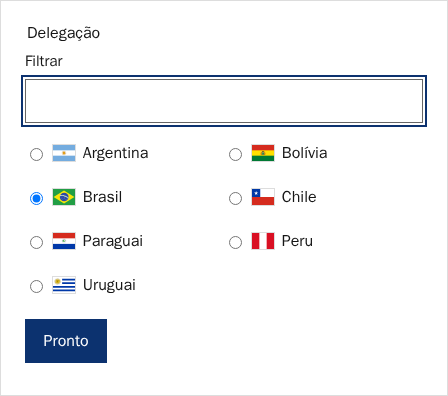 Delegação
Filtrar
Argentina
Bolívia
Brasil
Chile
Paraguai
Peru
Uruguai
Pronto